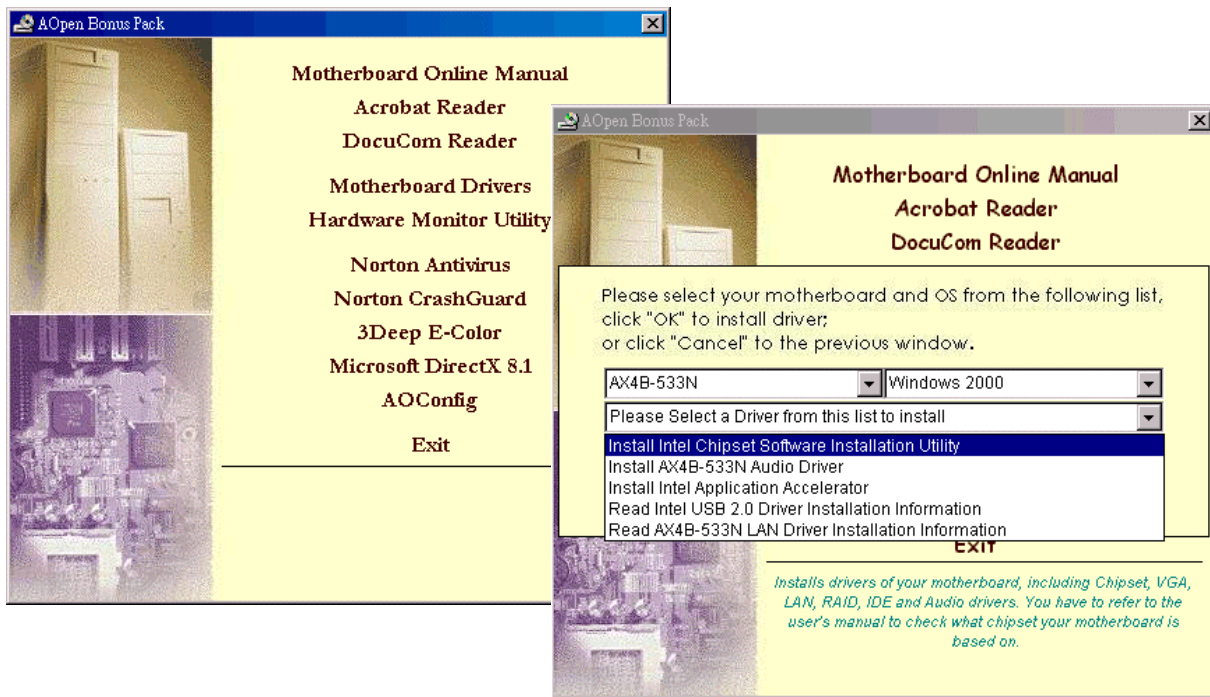 AOpen Bonus Pack
Motherboard Online Manual
Acrobat Reader
DocuCom Reader
Motherboard Drivers
Hardware Monitor Utility
Norton Antivirus
Norton CrashGuard
3Deep E-Color
Microsoft DirectX 8.1
AOConfig
Exit
AOpen Bonus Pack
Motherboard Online Manual
Acrobat Reader
DocuCom Reader
Please select your motherboard and OS from the following list,
click "OK" to install driver;
or click "Cancel" to the previous window.
AX4B-533N Windows 2000
Please Select a Driver from this list to install
Install Intel Chipset Software Installation Utility
Install AX4B-533N Audio Driver
Install Intel Application Accelerator
Read Intel USB 2.0 Driver Installation Information
Read AX4B-533N LAN Driver Installation Information
Exit
Installs drivers of your motherboard, including Chipset, VGA,
LAN, RAID, IDE and Audio drivers. You have to refer to the
user's manual to check what chipset your motherboard is
based on.